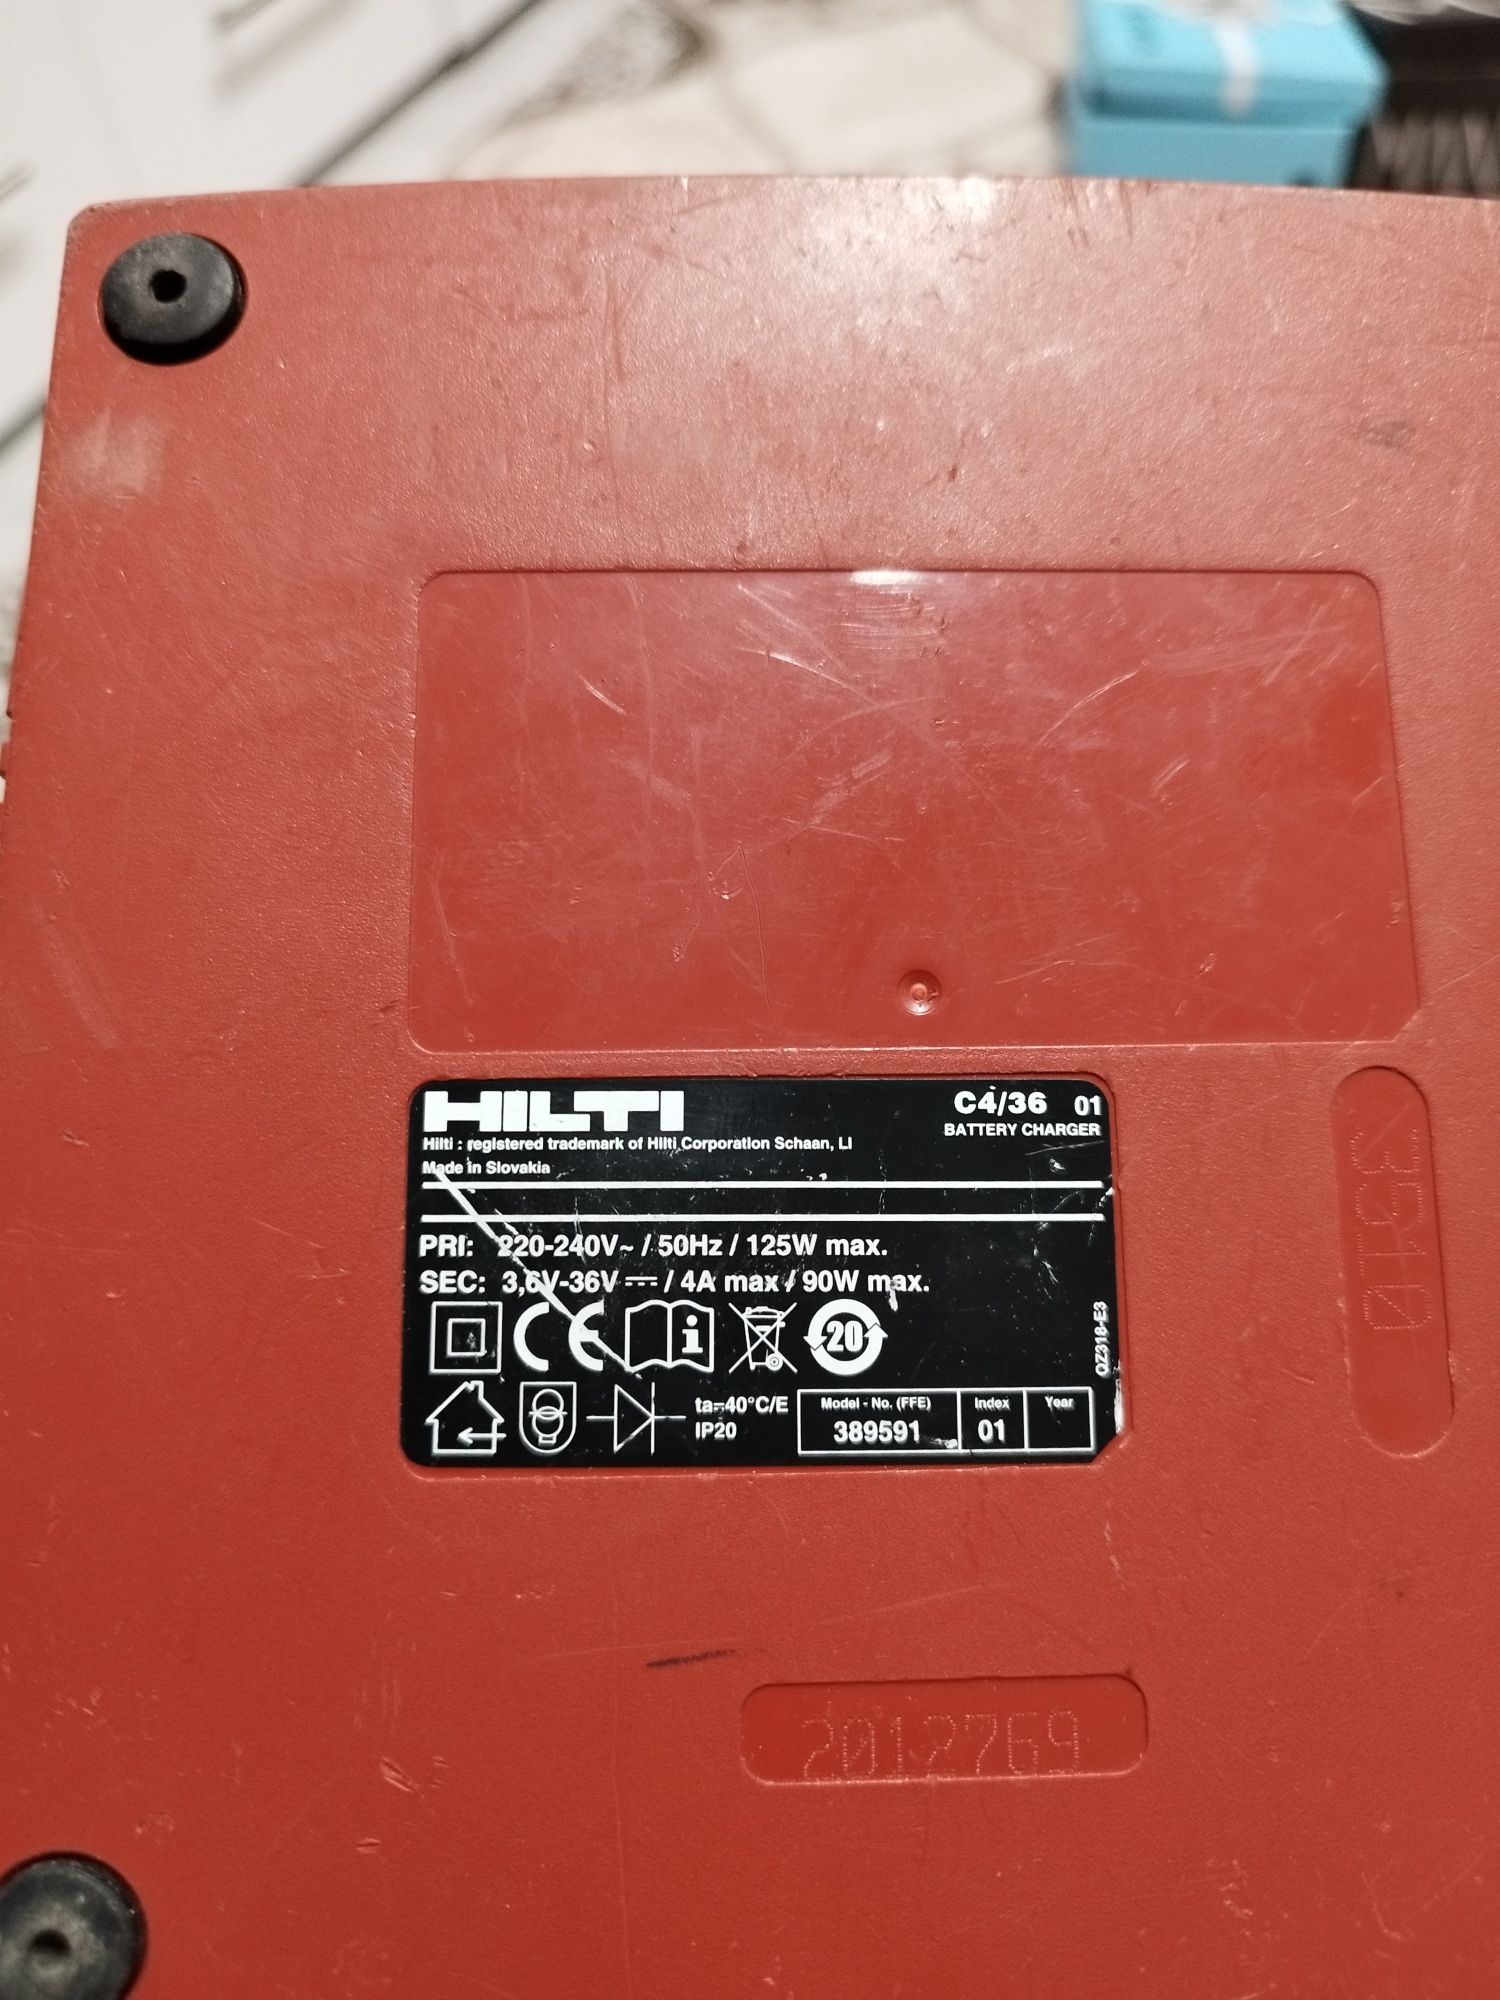 HILTI
C4/36 01
BATTERY CHARGER
Hilti : registered trademark of Hilti Corporation Schaan, LI
Made in Slovakia
PRI: 220-240V~ / 50Hz / 125W max.
SEC: 3,6V-36V ⎓ / 4A max / 90W max.
CE
i
20
QZ318-E3
ta=40°C/E
IP20
Model - No. (FFE)
389591
Index
01
Year
2012769